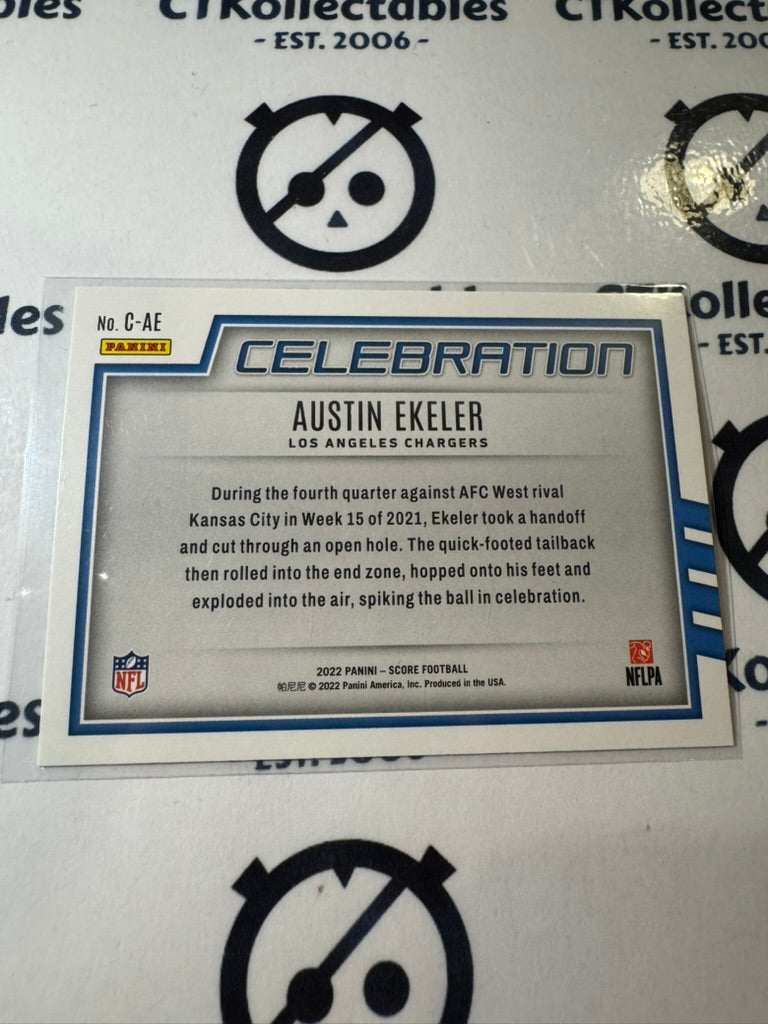 CTKollectables
- EST. 2006 -
No. C-AE
PANINI
CELEBRATION
AUSTIN EKELER
LOS ANGELES CHARGERS
During the fourth quarter against AFC West rival
Kansas City in Week 15 of 2021, Ekeler took a handoff
and cut through an open hole. The quick-footed tailback
then rolled into the end zone, hopped onto his feet and
exploded into the air, spiking the ball in celebration.
NFL
2022 PANINI – SCORE FOOTBALL
帕尼尼 © 2022 Panini America, Inc. Produced in the USA.
NFLPA